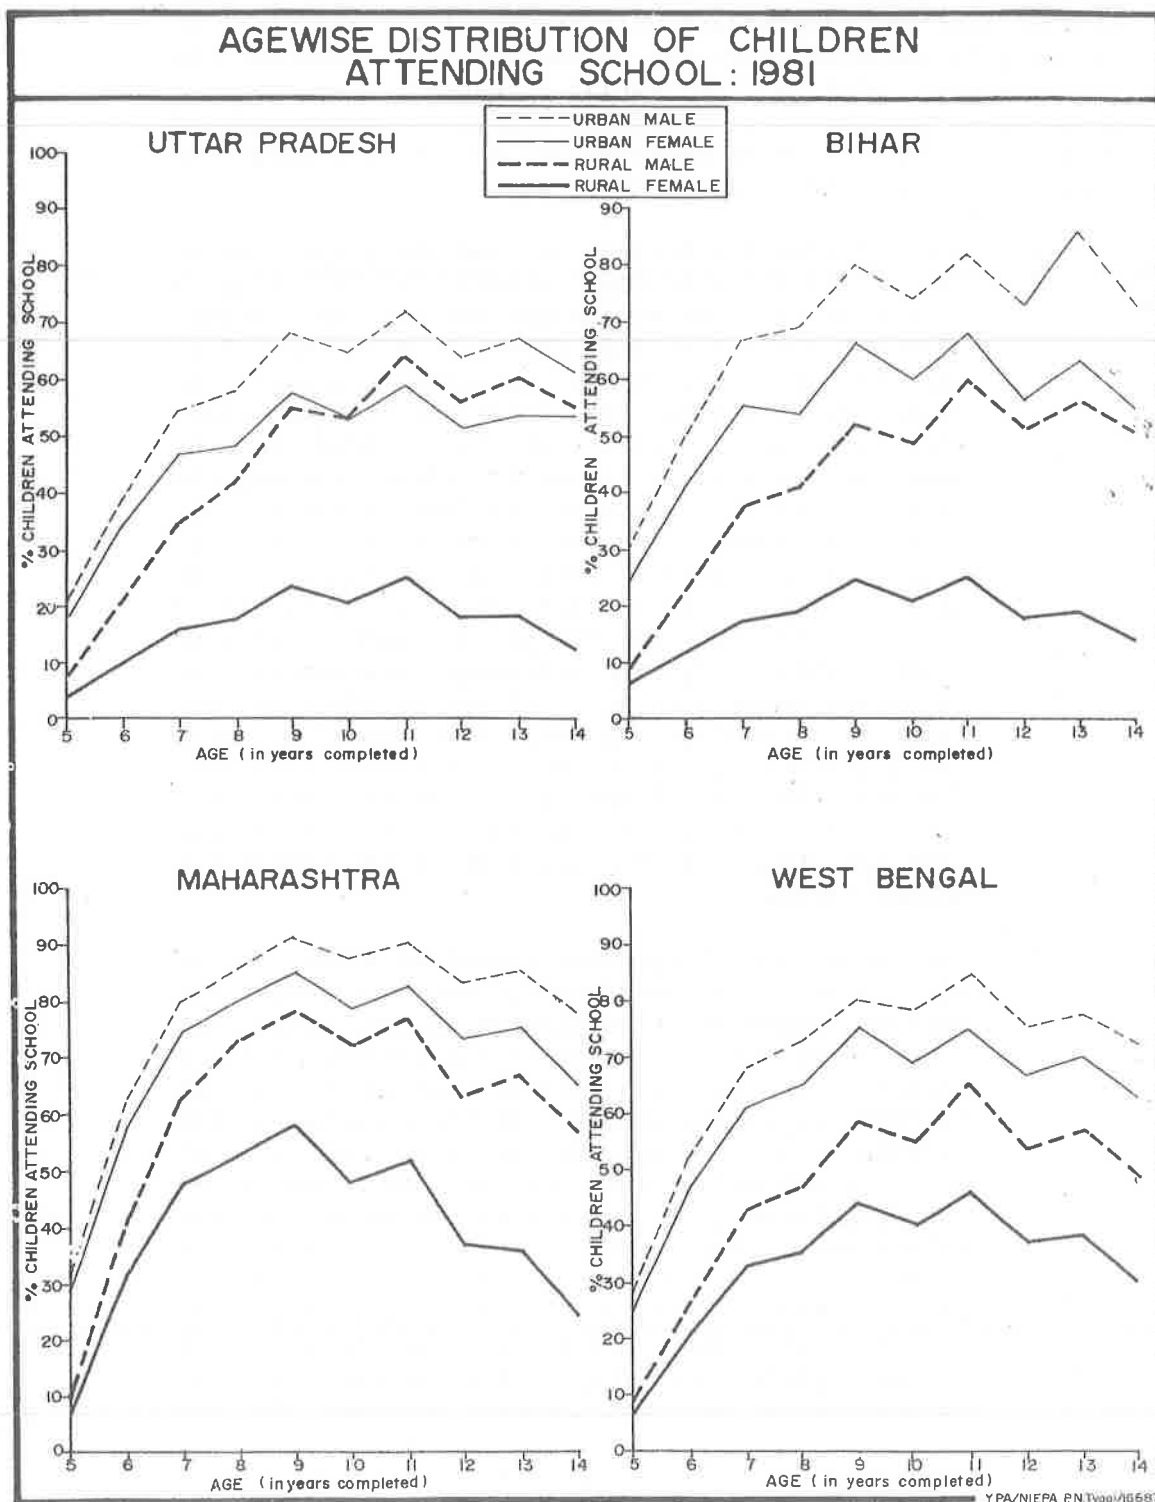 AGEWISE DISTRIBUTION OF CHILDREN
ATTENDING SCHOOL: 1981
URBAN MALE
URBAN FEMALE
RURAL MALE
RURAL FEMALE
UTTAR PRADESH
% CHILDREN ATTENDING SCHOOL
100
90
80
70
60
50
40
30
20
10
0
5 6 7 8 9 10 11 12 13 14
AGE (in years completed)
BIHAR
% CHILDREN ATTENDING SCHOOL
90
80
70
60
50
40
30
20
10
0
5 6 7 8 9 10 11 12 13 14
AGE (in years completed)
MAHARASHTRA
% CHILDREN ATTENDING SCHOOL
100
90
80
70
60
50
40
30
20
10
0
5 6 7 8 9 10 11 12 13 14
AGE (in years completed)
WEST BENGAL
% CHILDREN ATTENDING SCHOOL
100
90
80
70
60
50
40
30
20
10
0
5 6 7 8 9 10 11 12 13 14
AGE (in years completed)
YPA/NIEPA P.N.